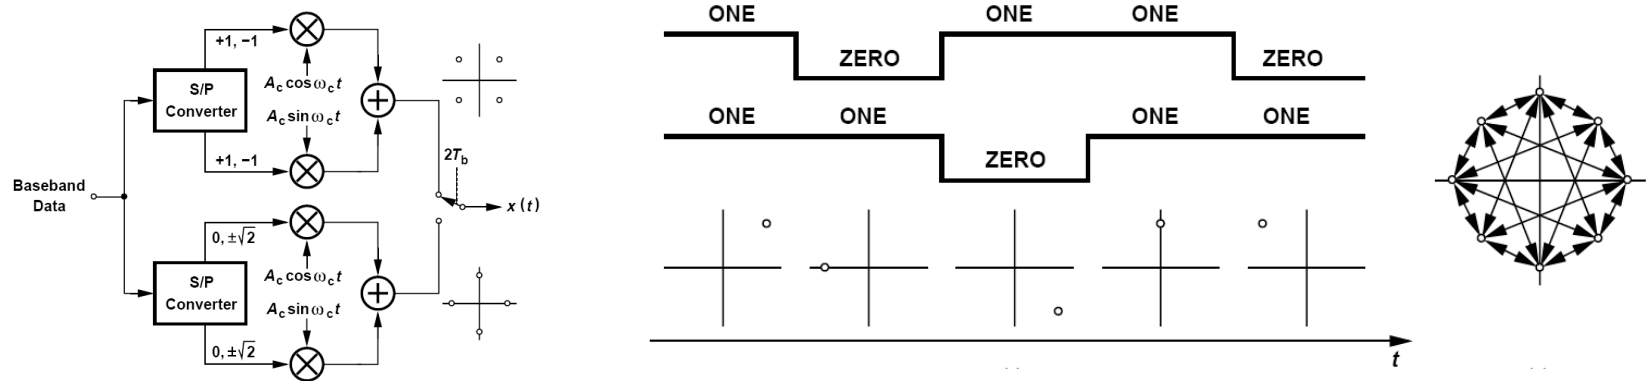 +1, −1
S/P
Converter
A_c cos ω_c t
A_c sin ω_c t
+1, −1
2T_b
Baseband
Data
x(t)
0, ±√2
S/P
Converter
A_c cos ω_c t
A_c sin ω_c t
0, ±√2
ONE ONE ONE
ZERO ZERO
ONE ONE ONE ONE
ZERO
t